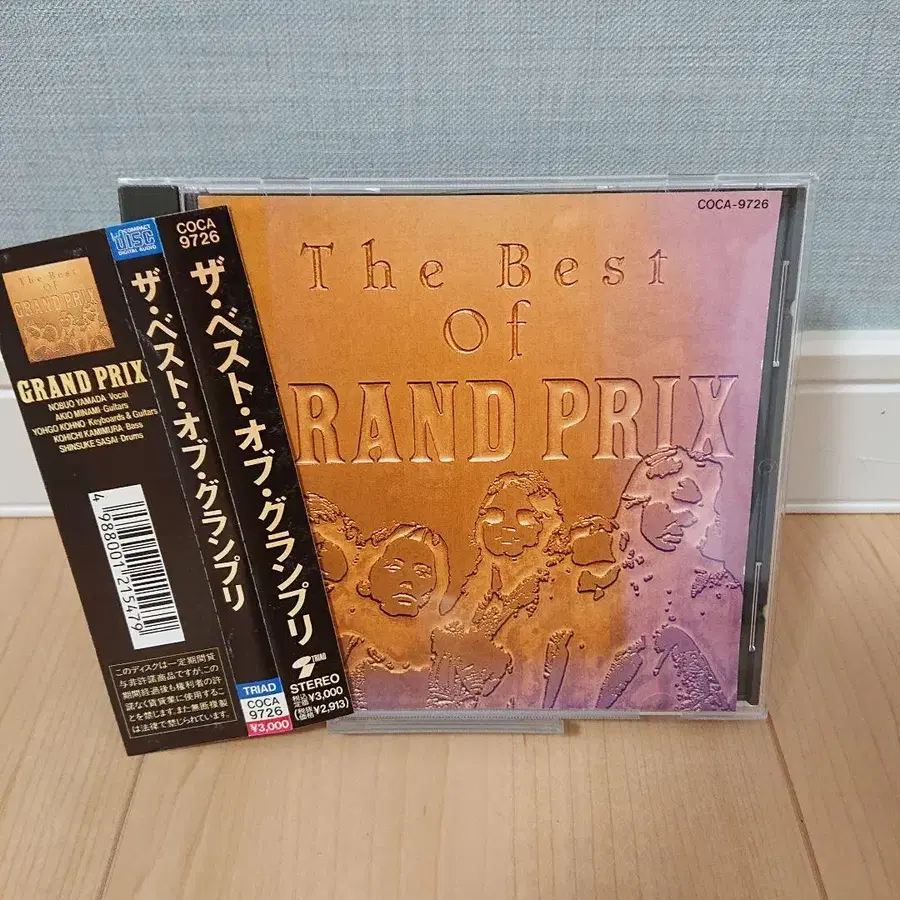 The Best
Of
GRAND PRIX
GRAND PRIX
NOBUO YAMADA·Vocal
AKIO MINAMI·Guitars
YOHGO KOHNO·Keyboards & Guitars
KOHICHI KAMIMURA·Bass
SHINSUKE SASAI·Drums
4988001215479
このディスクは一定期間貸
与非許諾商品ですが、この
期間経過後も権利者の許
諾なく賃貸業に使用するこ
とを禁じます。また無断複製
は法律で禁じられています。
COMPACT
disc
DIGITAL AUDIO
ザ・ベスト・オブ・グランプリ
TRIAD
COCA
9726
¥3,000
COCA
9726
ザ・ベスト・オブ・グランプリ
TRIAD
STEREO
税込定価¥3,000
(税抜価格¥2,913)
COCA-9726
The Best
Of
RAND PRIX